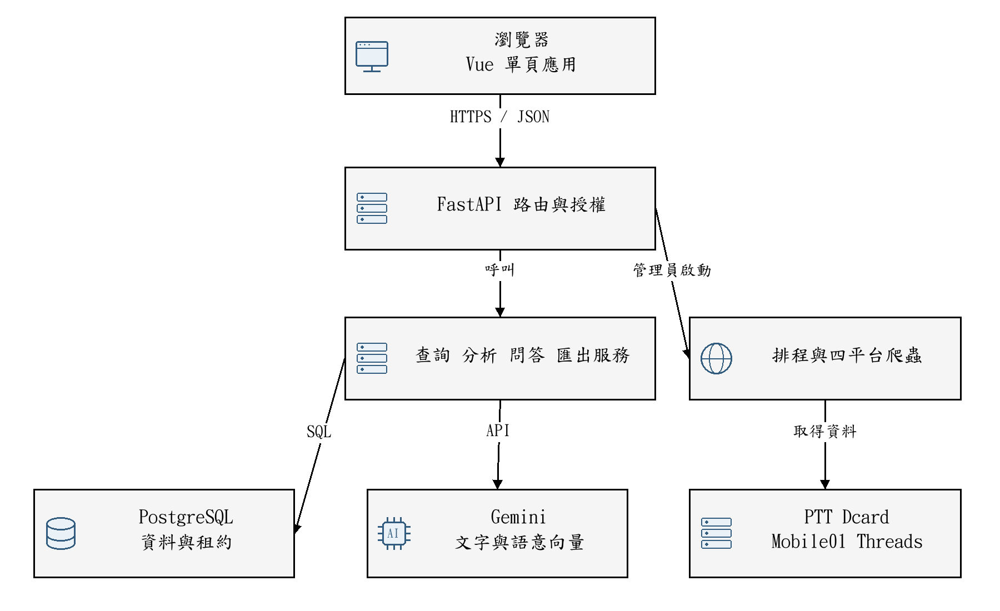 瀏覽器
Vue 單頁應用
HTTPS / JSON
FastAPI 路由與授權
呼叫
管理員啟動
查詢 分析 問答 匯出服務
排程與四平台爬蟲
SQL
API
取得資料
PostgreSQL
資料與租約
AI
Gemini
文字與語意向量
PTT Dcard
Mobile01 Threads